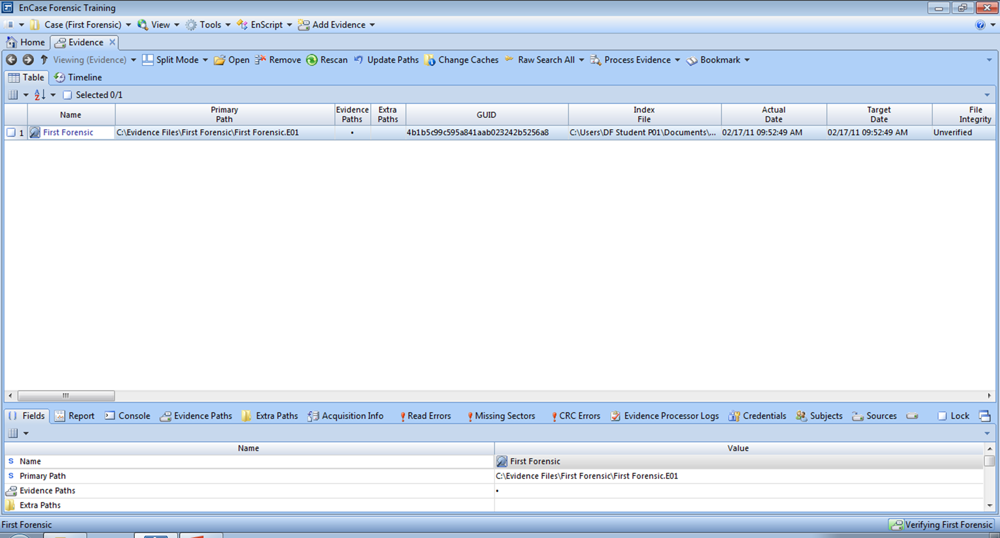 EnCase Forensic Training
Case (First Forensic) View Tools EnScript Add Evidence
Home Evidence
Viewing (Evidence) Split Mode Open Remove Rescan Update Paths Change Caches Raw Search All Process Evidence Bookmark
Table Timeline
Selected 0/1
Name Primary Path Evidence Paths Extra Paths GUID Index File Actual Date Target Date File Integrity
1 First Forensic C:\Evidence Files\First Forensic\First Forensic.E01 • 4b1b5c99c595a841aab023242b5256a8 C:\Users\DF Student P01\Documents\... 02/17/11 09:52:49 AM 02/17/11 09:52:49 AM Unverified
Fields Report Console Evidence Paths Extra Paths Acquisition Info Read Errors Missing Sectors CRC Errors Evidence Processor Logs Credentials Subjects Sources Lock
Name Value
S Name First Forensic
S Primary Path C:\Evidence Files\First Forensic\First Forensic.E01
Evidence Paths •
Extra Paths
First Forensic Verifying First Forensic